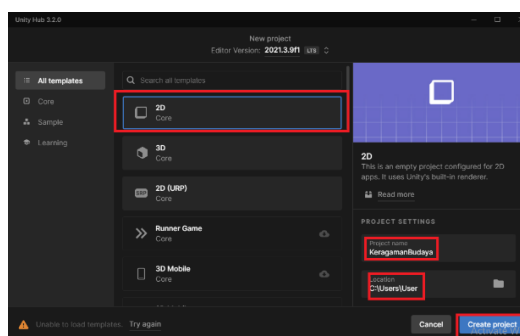 Unity Hub 3.2.0
New project
Editor Version: 2021.3.9f1 LTS
All templates
Core
Sample
Learning
Search all templates
2D
Core
3D
Core
2D (URP)
Core
Runner Game
Core
3D Mobile
Core
2D
This is an empty project configured for 2D
apps. It uses Unity's built-in renderer.
Read more
PROJECT SETTINGS
Project name
KeragamanBudaya
Location
C:\Users\User
Unable to load templates. Try again
Cancel
Create project